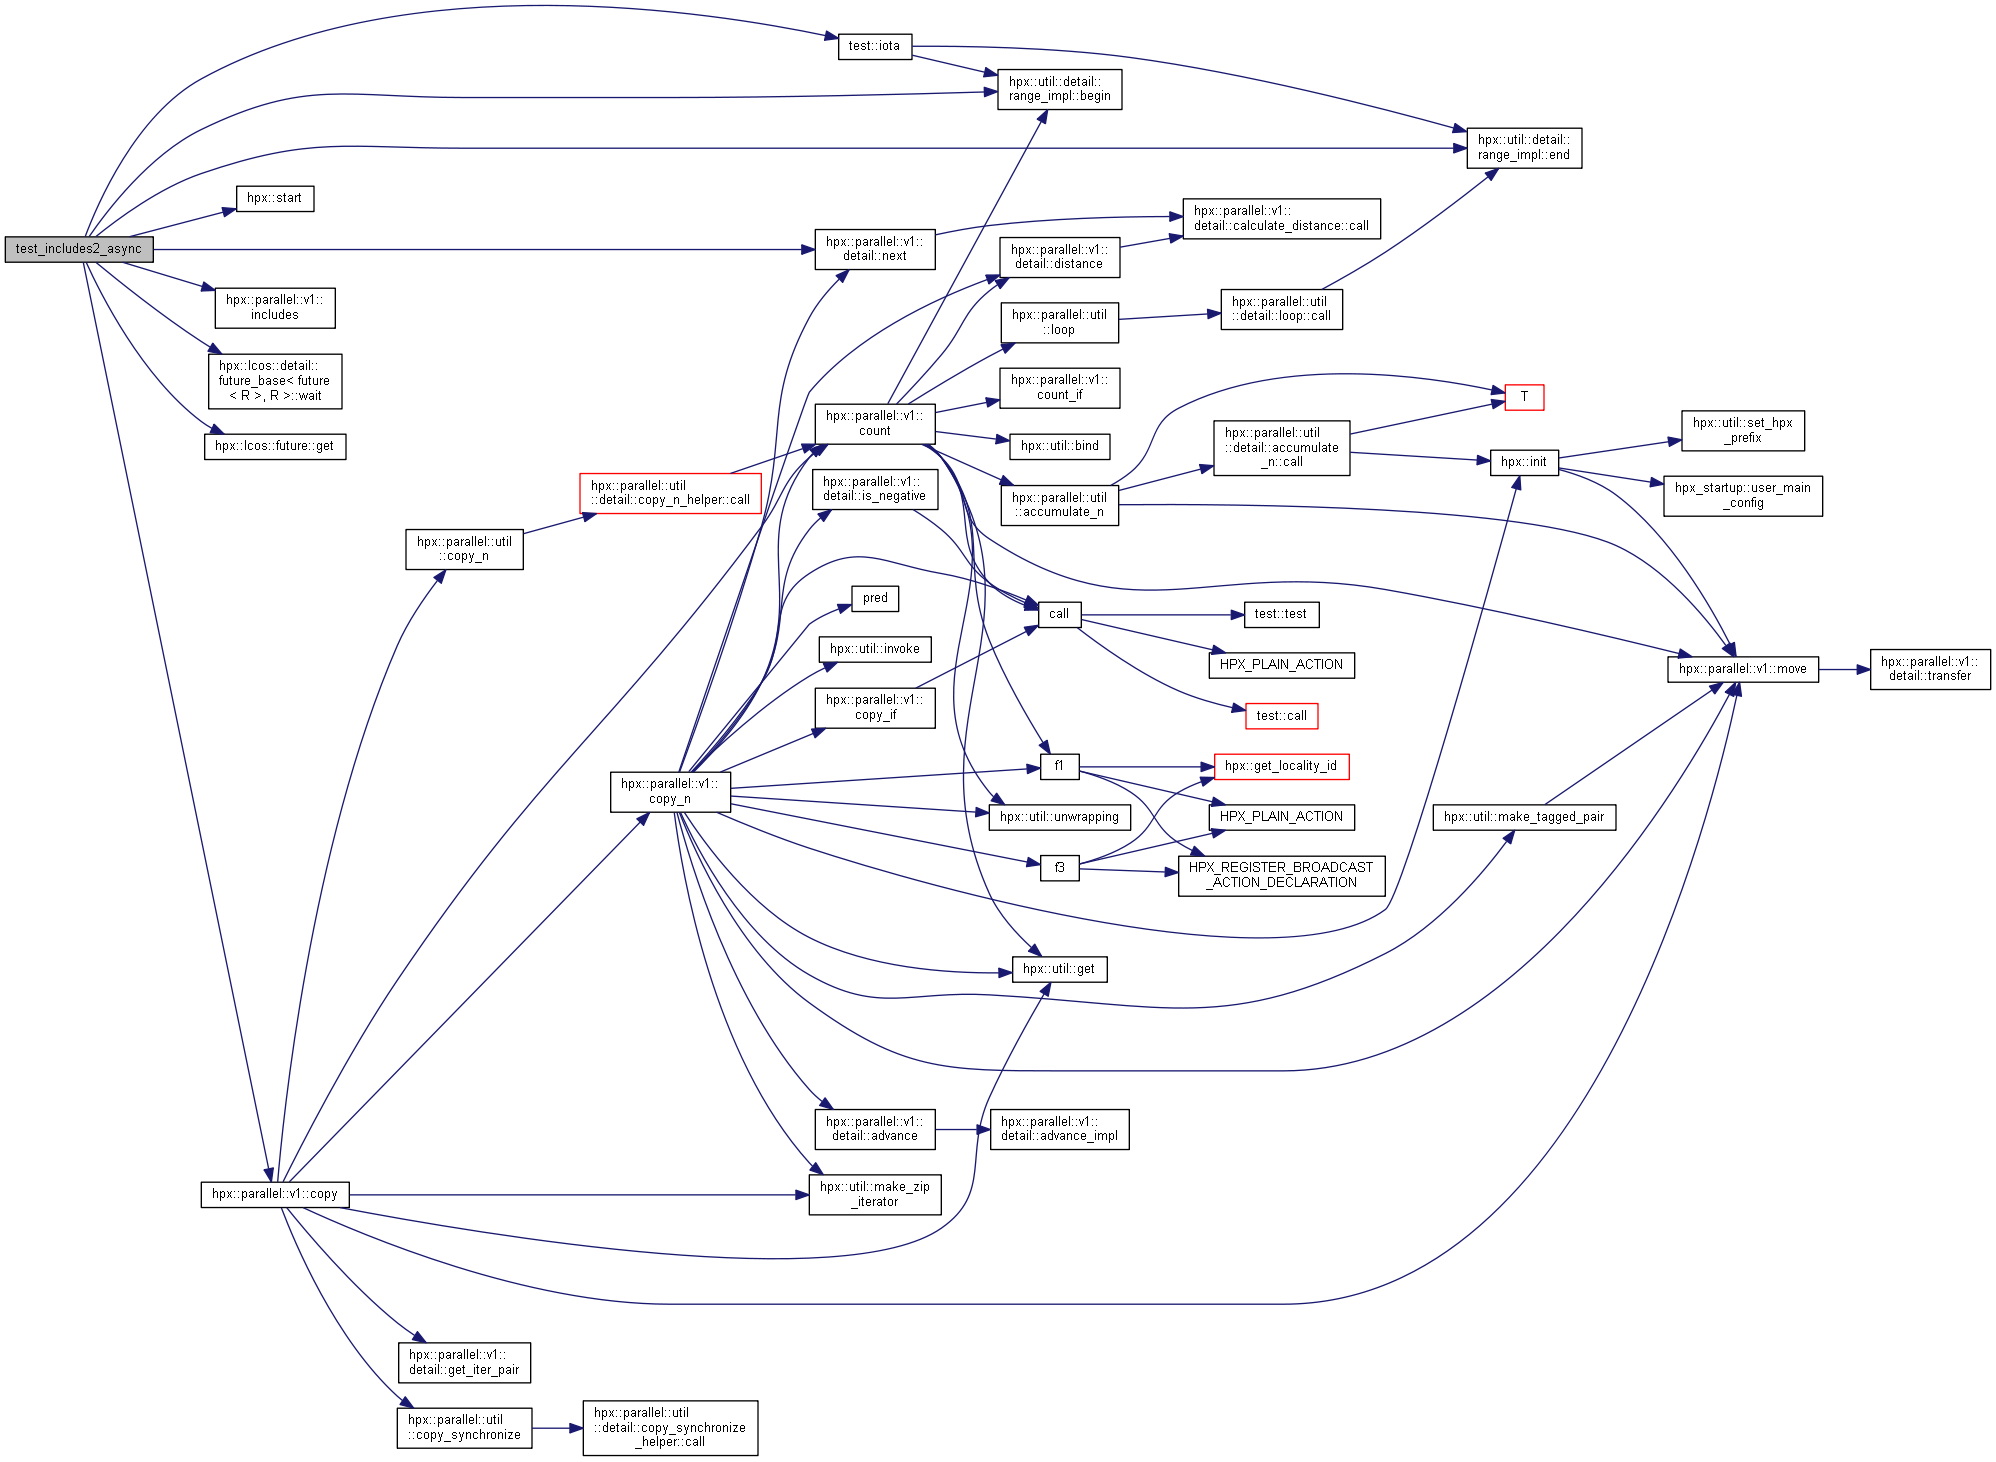 test::iota
hpx::util::detail::
range_impl::begin
hpx::util::detail::
range_impl::end
hpx::start
test_includes2_async
hpx::parallel::v1::
detail::calculate_distance::call
hpx::parallel::v1::
detail::next
hpx::parallel::v1::
detail::distance
hpx::parallel::v1::
includes
hpx::parallel::util
::loop
hpx::parallel::util
::detail::loop::call
hpx::lcos::detail::
future_base< future
< R >, R >::wait
hpx::parallel::v1::
count_if
T
hpx::parallel::v1::
count
hpx::lcos::future::get
hpx::util::bind
hpx::parallel::util
::detail::accumulate
_n::call
hpx::util::set_hpx
_prefix
hpx::init
hpx::parallel::util
::detail::copy_n_helper::call
hpx::parallel::v1::
detail::is_negative
hpx::parallel::util
::accumulate_n
hpx_startup::user_main
_config
hpx::parallel::util
::copy_n
pred
call
test::test
hpx::util::invoke
HPX_PLAIN_ACTION
hpx::parallel::v1::move
hpx::parallel::v1::
detail::transfer
hpx::parallel::v1::
copy_if
test::call
f1
hpx::get_locality_id
hpx::parallel::v1::
copy_n
hpx::util::unwrapping
HPX_PLAIN_ACTION
hpx::util::make_tagged_pair
f3
HPX_REGISTER_BROADCAST
_ACTION_DECLARATION
hpx::util::get
hpx::parallel::v1::
detail::advance
hpx::parallel::v1::
detail::advance_impl
hpx::parallel::v1::copy
hpx::util::make_zip
_iterator
hpx::parallel::v1::
detail::get_iter_pair
hpx::parallel::util
::copy_synchronize
hpx::parallel::util
::detail::copy_synchronize
_helper::call